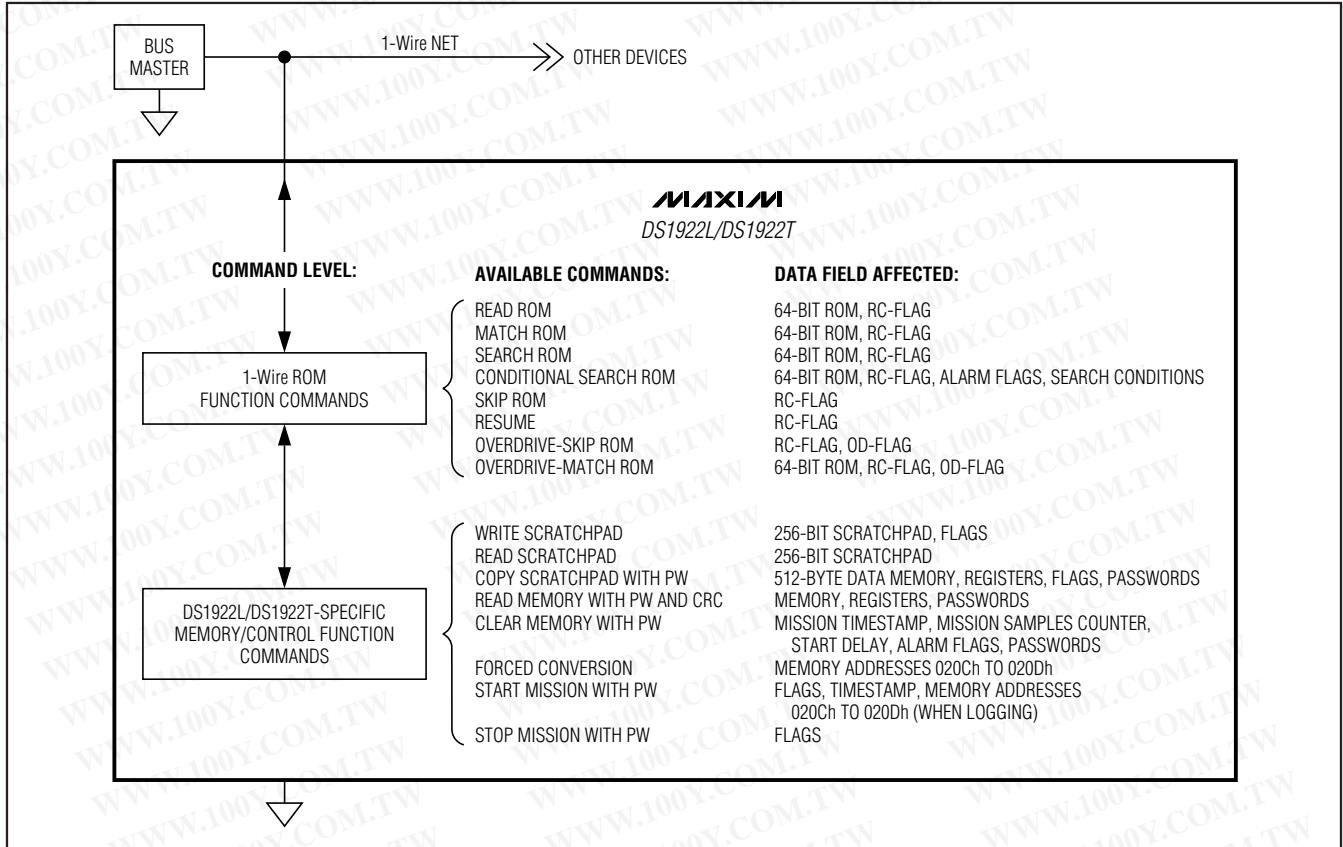 BUS
MASTER
1-Wire NET
OTHER DEVICES
MAXIM
DS1922L/DS1922T
COMMAND LEVEL: AVAILABLE COMMANDS: DATA FIELD AFFECTED:
1-Wire ROM
FUNCTION COMMANDS
READ ROM 64-BIT ROM, RC-FLAG
MATCH ROM 64-BIT ROM, RC-FLAG
SEARCH ROM 64-BIT ROM, RC-FLAG
CONDITIONAL SEARCH ROM 64-BIT ROM, RC-FLAG, ALARM FLAGS, SEARCH CONDITIONS
SKIP ROM RC-FLAG
RESUME RC-FLAG
OVERDRIVE-SKIP ROM RC-FLAG, OD-FLAG
OVERDRIVE-MATCH ROM 64-BIT ROM, RC-FLAG, OD-FLAG
DS1922L/DS1922T-SPECIFIC
MEMORY/CONTROL FUNCTION
COMMANDS
WRITE SCRATCHPAD 256-BIT SCRATCHPAD, FLAGS
READ SCRATCHPAD 256-BIT SCRATCHPAD
COPY SCRATCHPAD WITH PW 512-BYTE DATA MEMORY, REGISTERS, FLAGS, PASSWORDS
READ MEMORY WITH PW AND CRC MEMORY, REGISTERS, PASSWORDS
CLEAR MEMORY WITH PW MISSION TIMESTAMP, MISSION SAMPLES COUNTER,
START DELAY, ALARM FLAGS, PASSWORDS
FORCED CONVERSION MEMORY ADDRESSES 020Ch TO 020Dh
START MISSION WITH PW FLAGS, TIMESTAMP, MEMORY ADDRESSES
020Ch TO 020Dh (WHEN LOGGING)
STOP MISSION WITH PW FLAGS
WWW.100Y.COM.TW